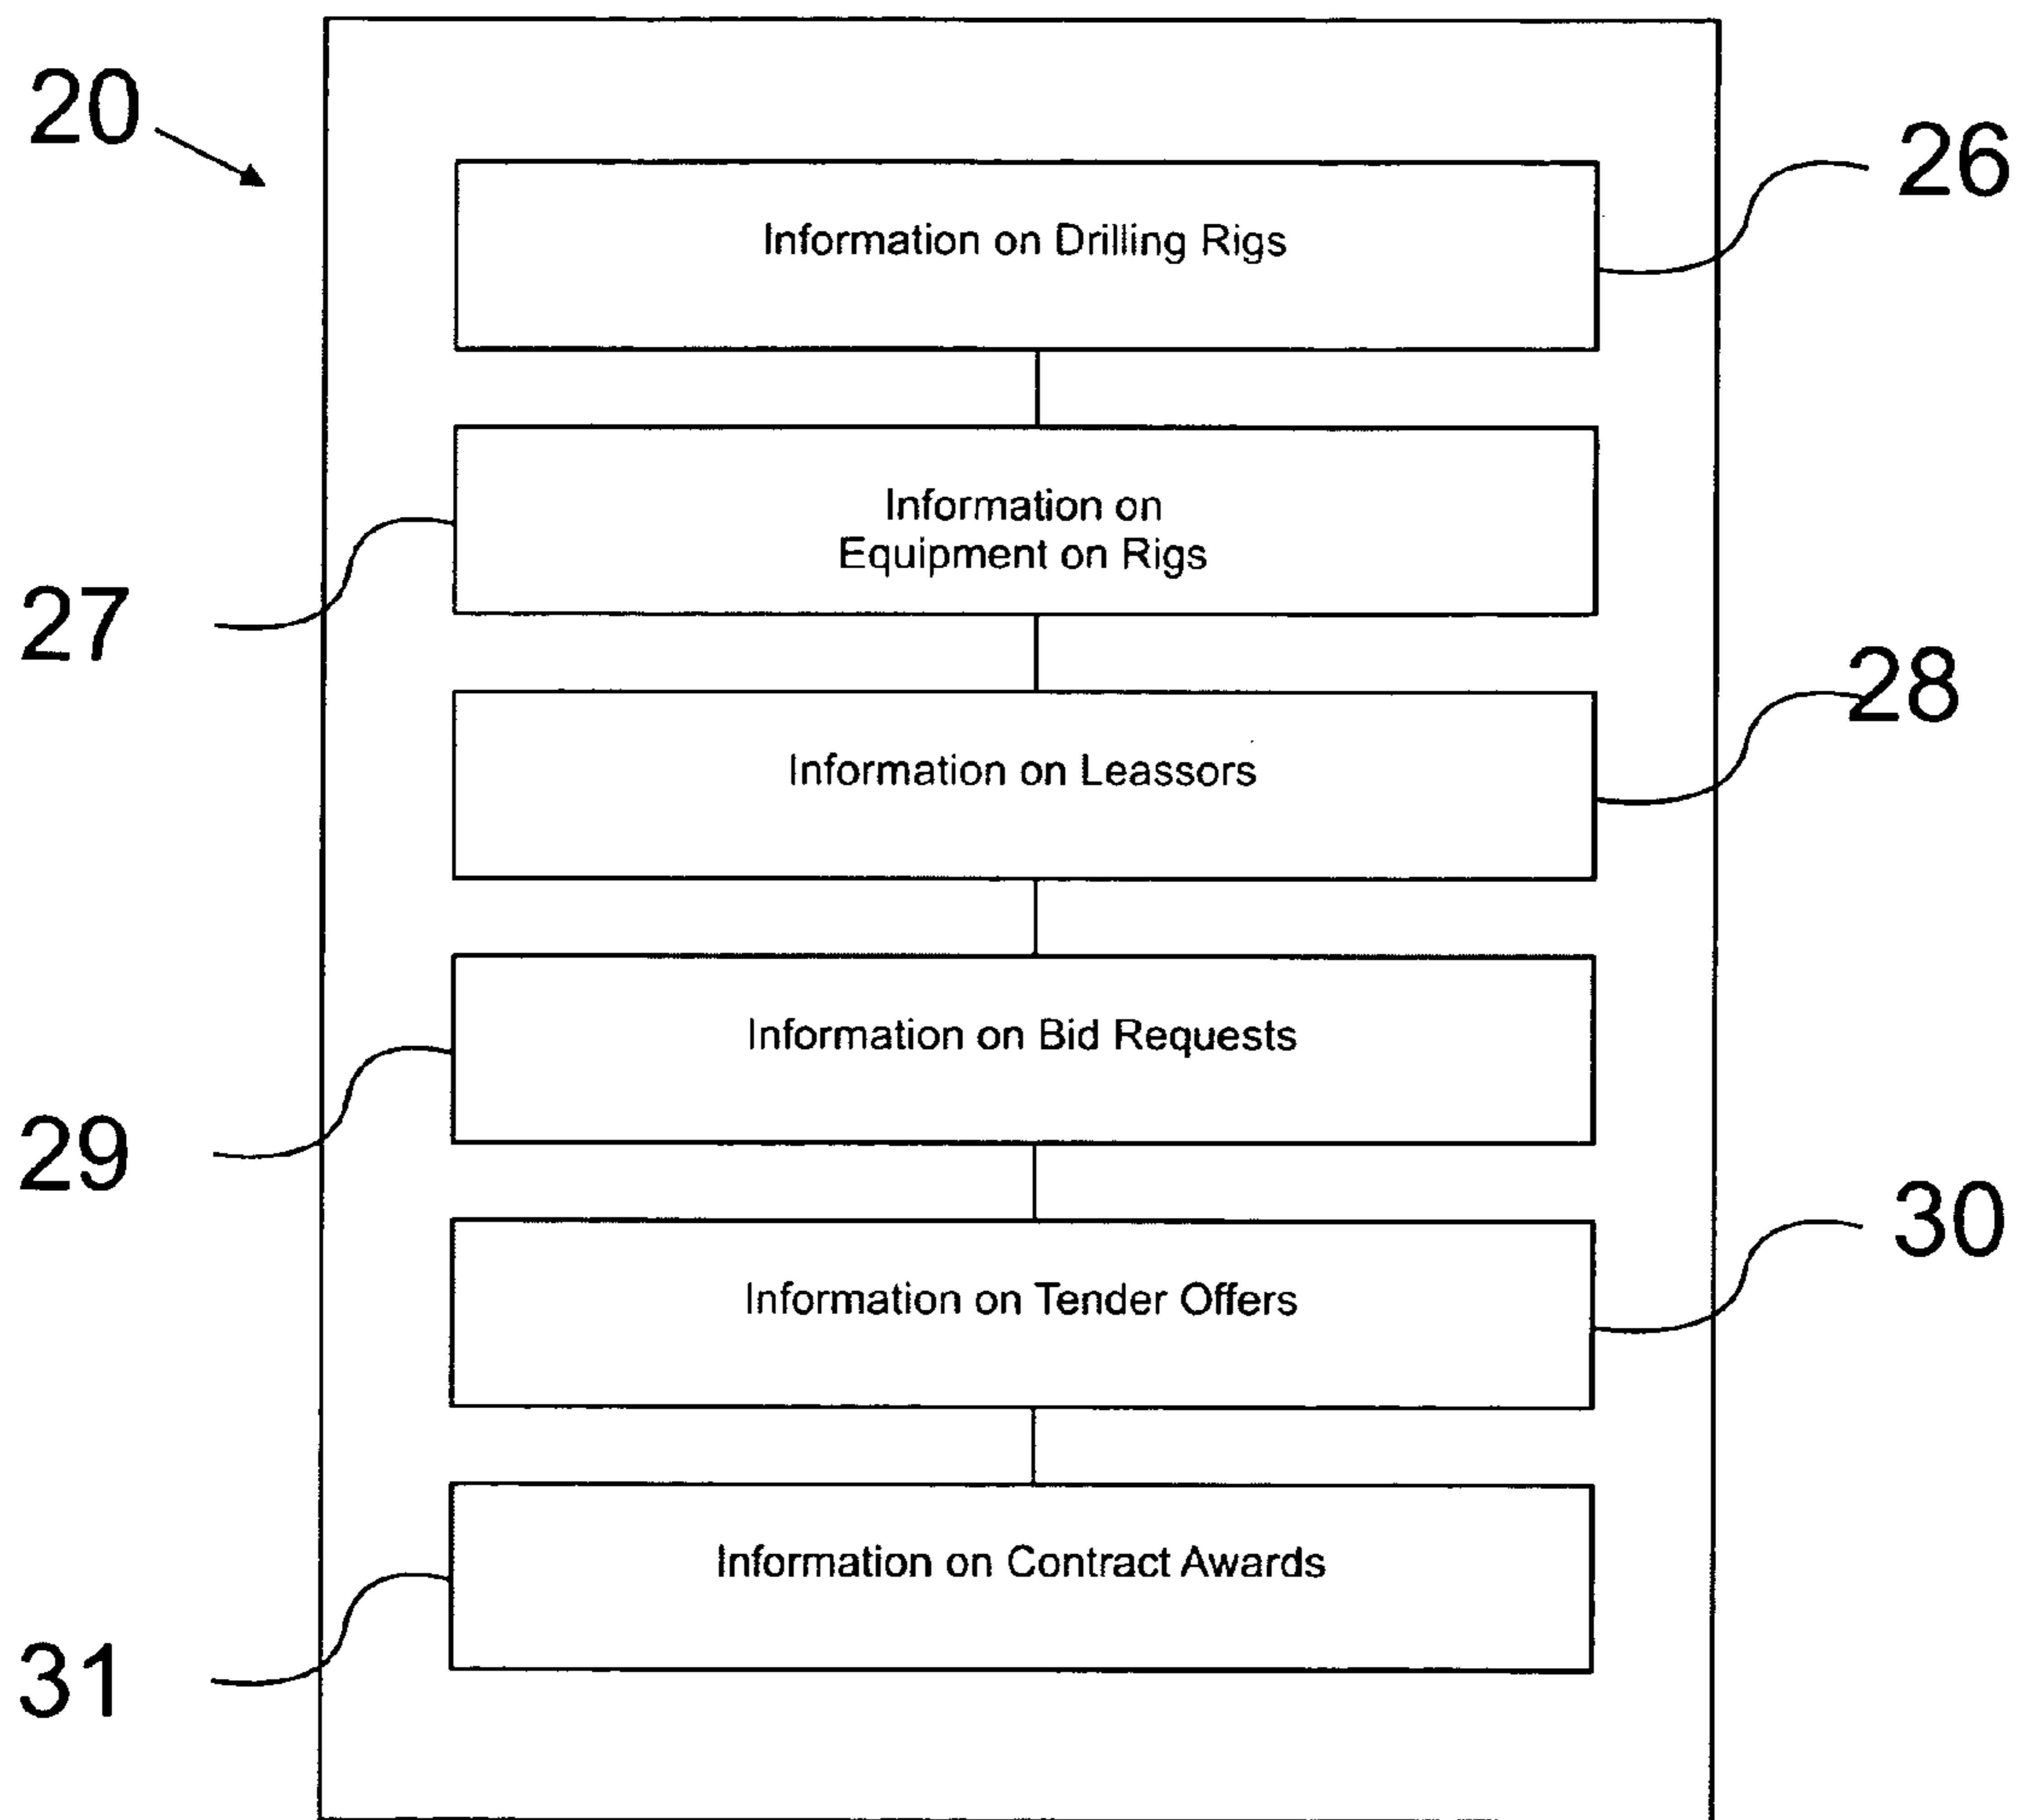 20
26
Information on Drilling Rigs
Information on
Equipment on Rigs
27
28
Information on Leassors
Information on Bid Requests
29
30
Information on Tender Offers
Information on Contract Awards
31